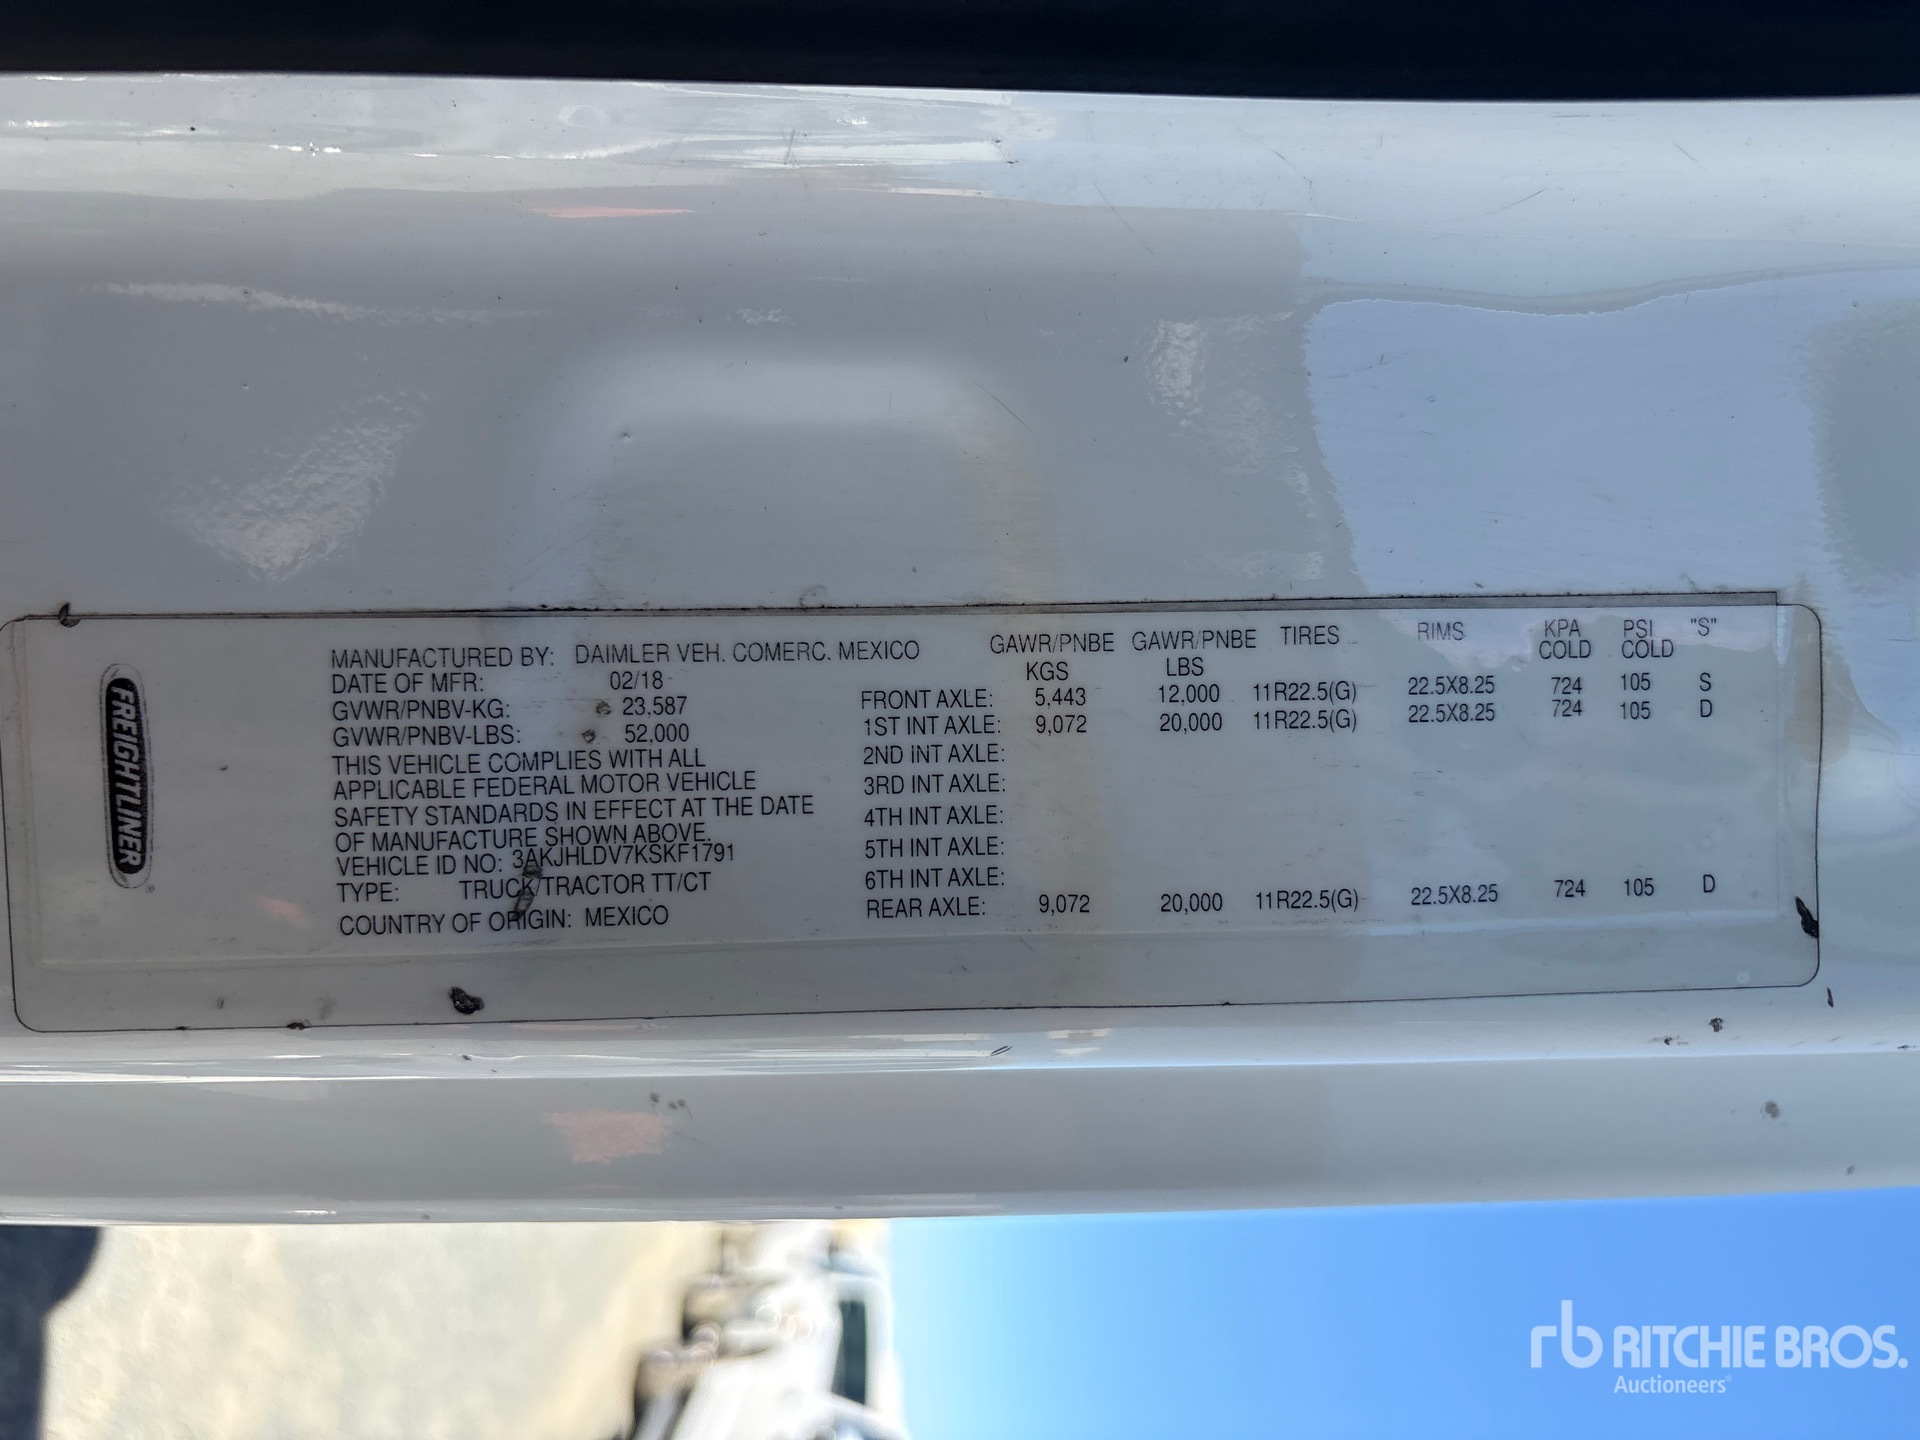 FREIGHTLINER
MANUFACTURED BY: DAIMLER VEH. COMERC. MEXICO
DATE OF MFR: 02/18
GVWR/PNBV-KG: 23,587
GVWR/PNBV-LBS: 52,000
THIS VEHICLE COMPLIES WITH ALL
APPLICABLE FEDERAL MOTOR VEHICLE
SAFETY STANDARDS IN EFFECT AT THE DATE
OF MANUFACTURE SHOWN ABOVE.
VEHICLE ID NO: 3AKJHLDV7KSKF1791
TYPE: TRUCK/TRACTOR TT/CT
COUNTRY OF ORIGIN: MEXICO
GAWR/PNBE GAWR/PNBE TIRES RIMS KPA PSI "S"
KGS LBS COLD COLD
FRONT AXLE: 5,443 12,000 11R22.5(G) 22.5X8.25 724 105 S
1ST INT AXLE: 9,072 20,000 11R22.5(G) 22.5X8.25 724 105 D
2ND INT AXLE:
3RD INT AXLE:
4TH INT AXLE:
5TH INT AXLE:
6TH INT AXLE:
REAR AXLE: 9,072 20,000 11R22.5(G) 22.5X8.25 724 105 D
rb RITCHIE BROS.
Auctioneers